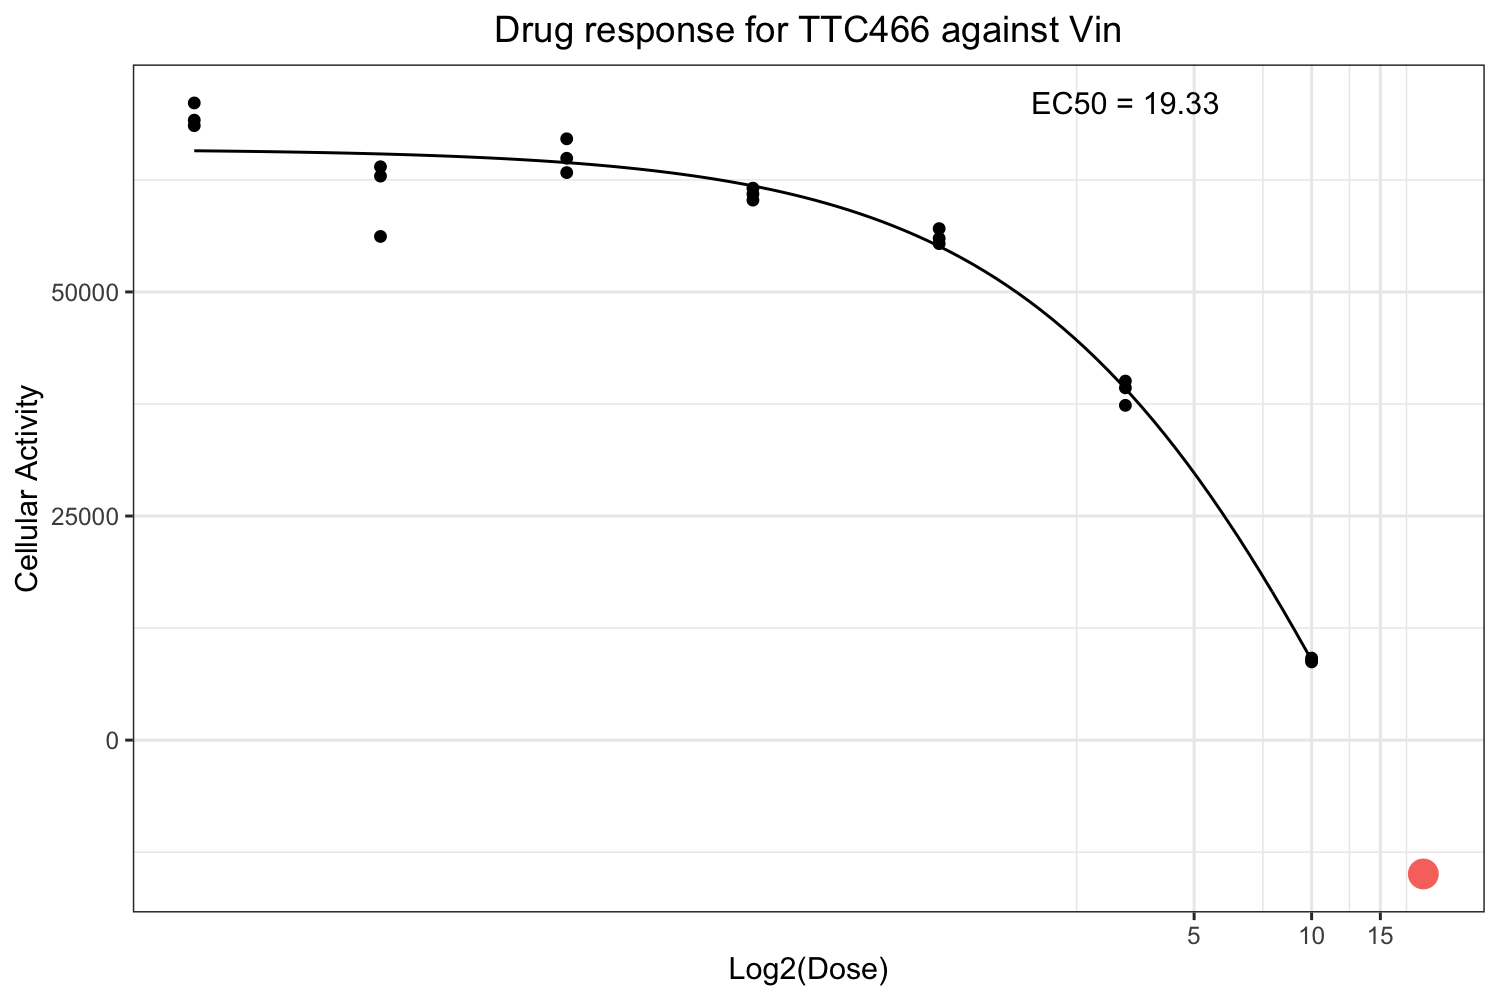 Drug response for TTC466 against Vin
EC50 = 19.33
50000
25000
0
Cellular Activity
5 10 15
Log2(Dose)